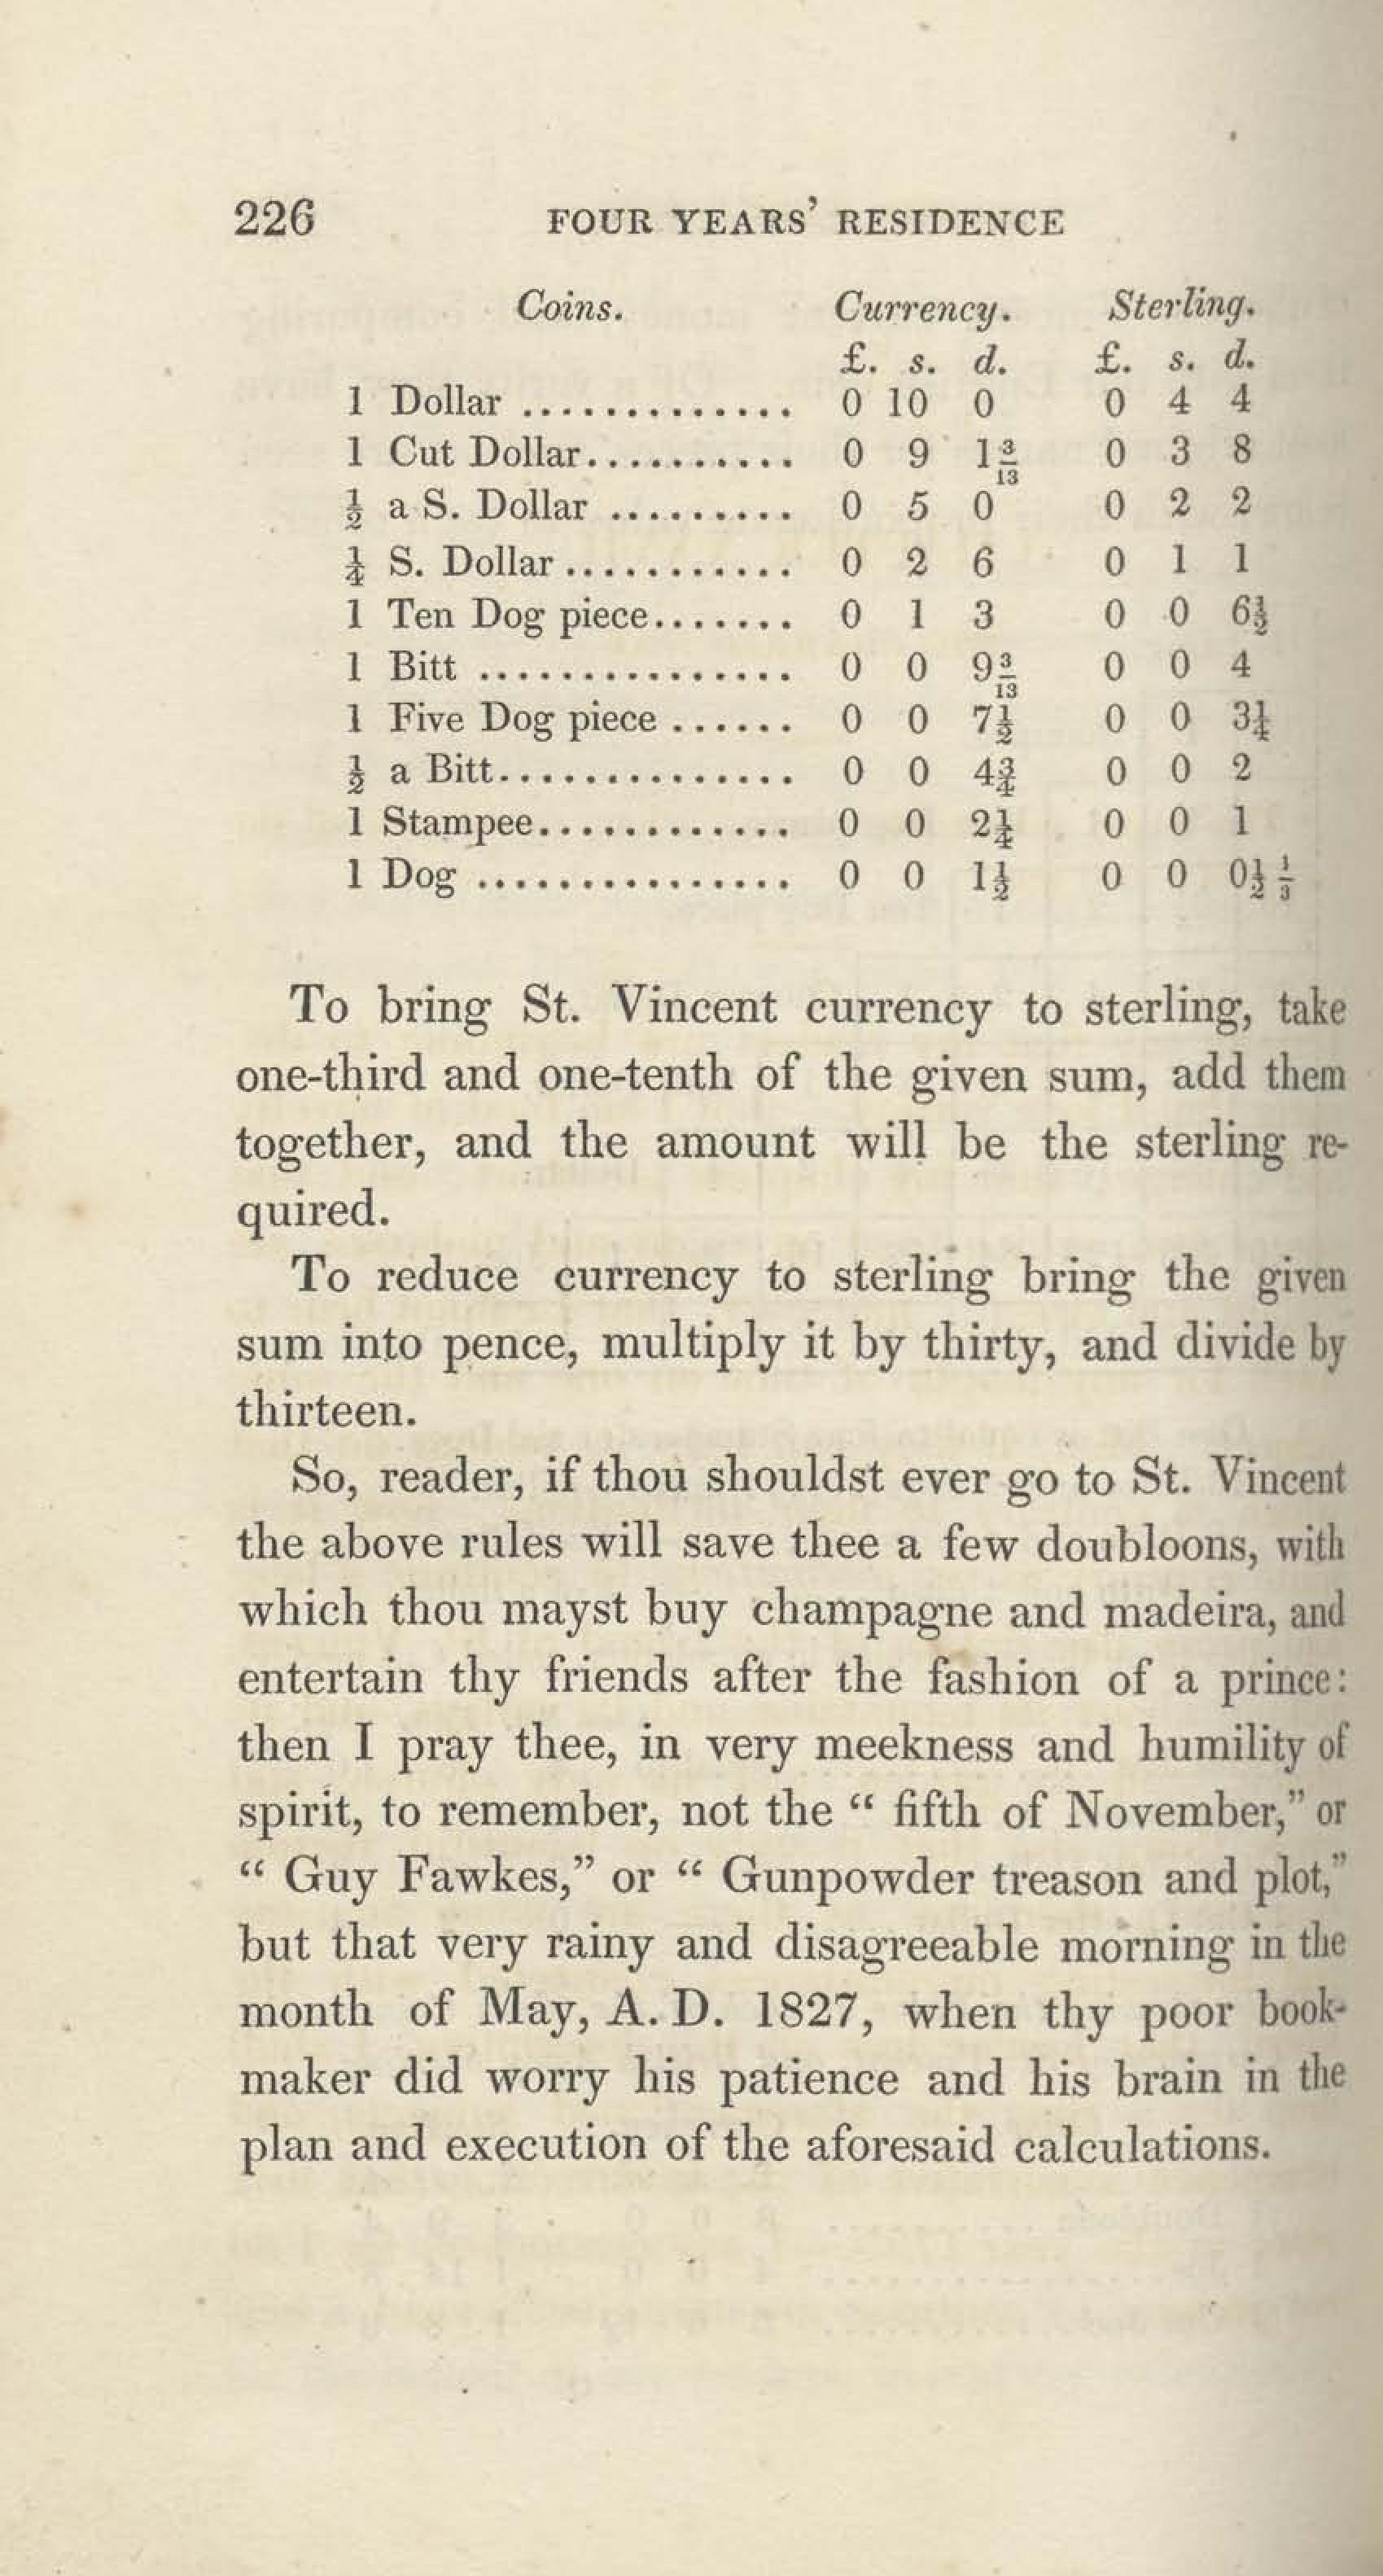 226 FOUR YEARS' RESIDENCE
Coins. Currency. Sterling.
£. s. d. £. s. d.
1 Dollar ............. 0 10 0 0 4 4
1 Cut Dollar.......... 0 9 1 3/13 0 3 8
½ a S. Dollar ......... 0 5 0 0 2 2
¼ S. Dollar ........... 0 2 6 0 1 1
1 Ten Dog piece....... 0 1 3 0 0 6½
1 Bitt ............... 0 0 9 3/13 0 0 4
1 Five Dog piece ...... 0 0 7½ 0 0 3¼
½ a Bitt............... 0 0 4¾ 0 0 2
1 Stampee............ 0 0 2¼ 0 0 1
1 Dog ............... 0 0 1½ 0 0 0½ 1/3
To bring St. Vincent currency to sterling, take
one-third and one-tenth of the given sum, add them
together, and the amount will be the sterling re-
quired.
To reduce currency to sterling bring the given
sum into pence, multiply it by thirty, and divide by
thirteen.
So, reader, if thou shouldst ever go to St. Vincent
the above rules will save thee a few doubloons, with
which thou mayst buy champagne and madeira, and
entertain thy friends after the fashion of a prince:
then I pray thee, in very meekness and humility of
spirit, to remember, not the “ fifth of November,” or
“ Guy Fawkes,” or “ Gunpowder treason and plot,”
but that very rainy and disagreeable morning in the
month of May, A. D. 1827, when thy poor book-
maker did worry his patience and his brain in the
plan and execution of the aforesaid calculations.